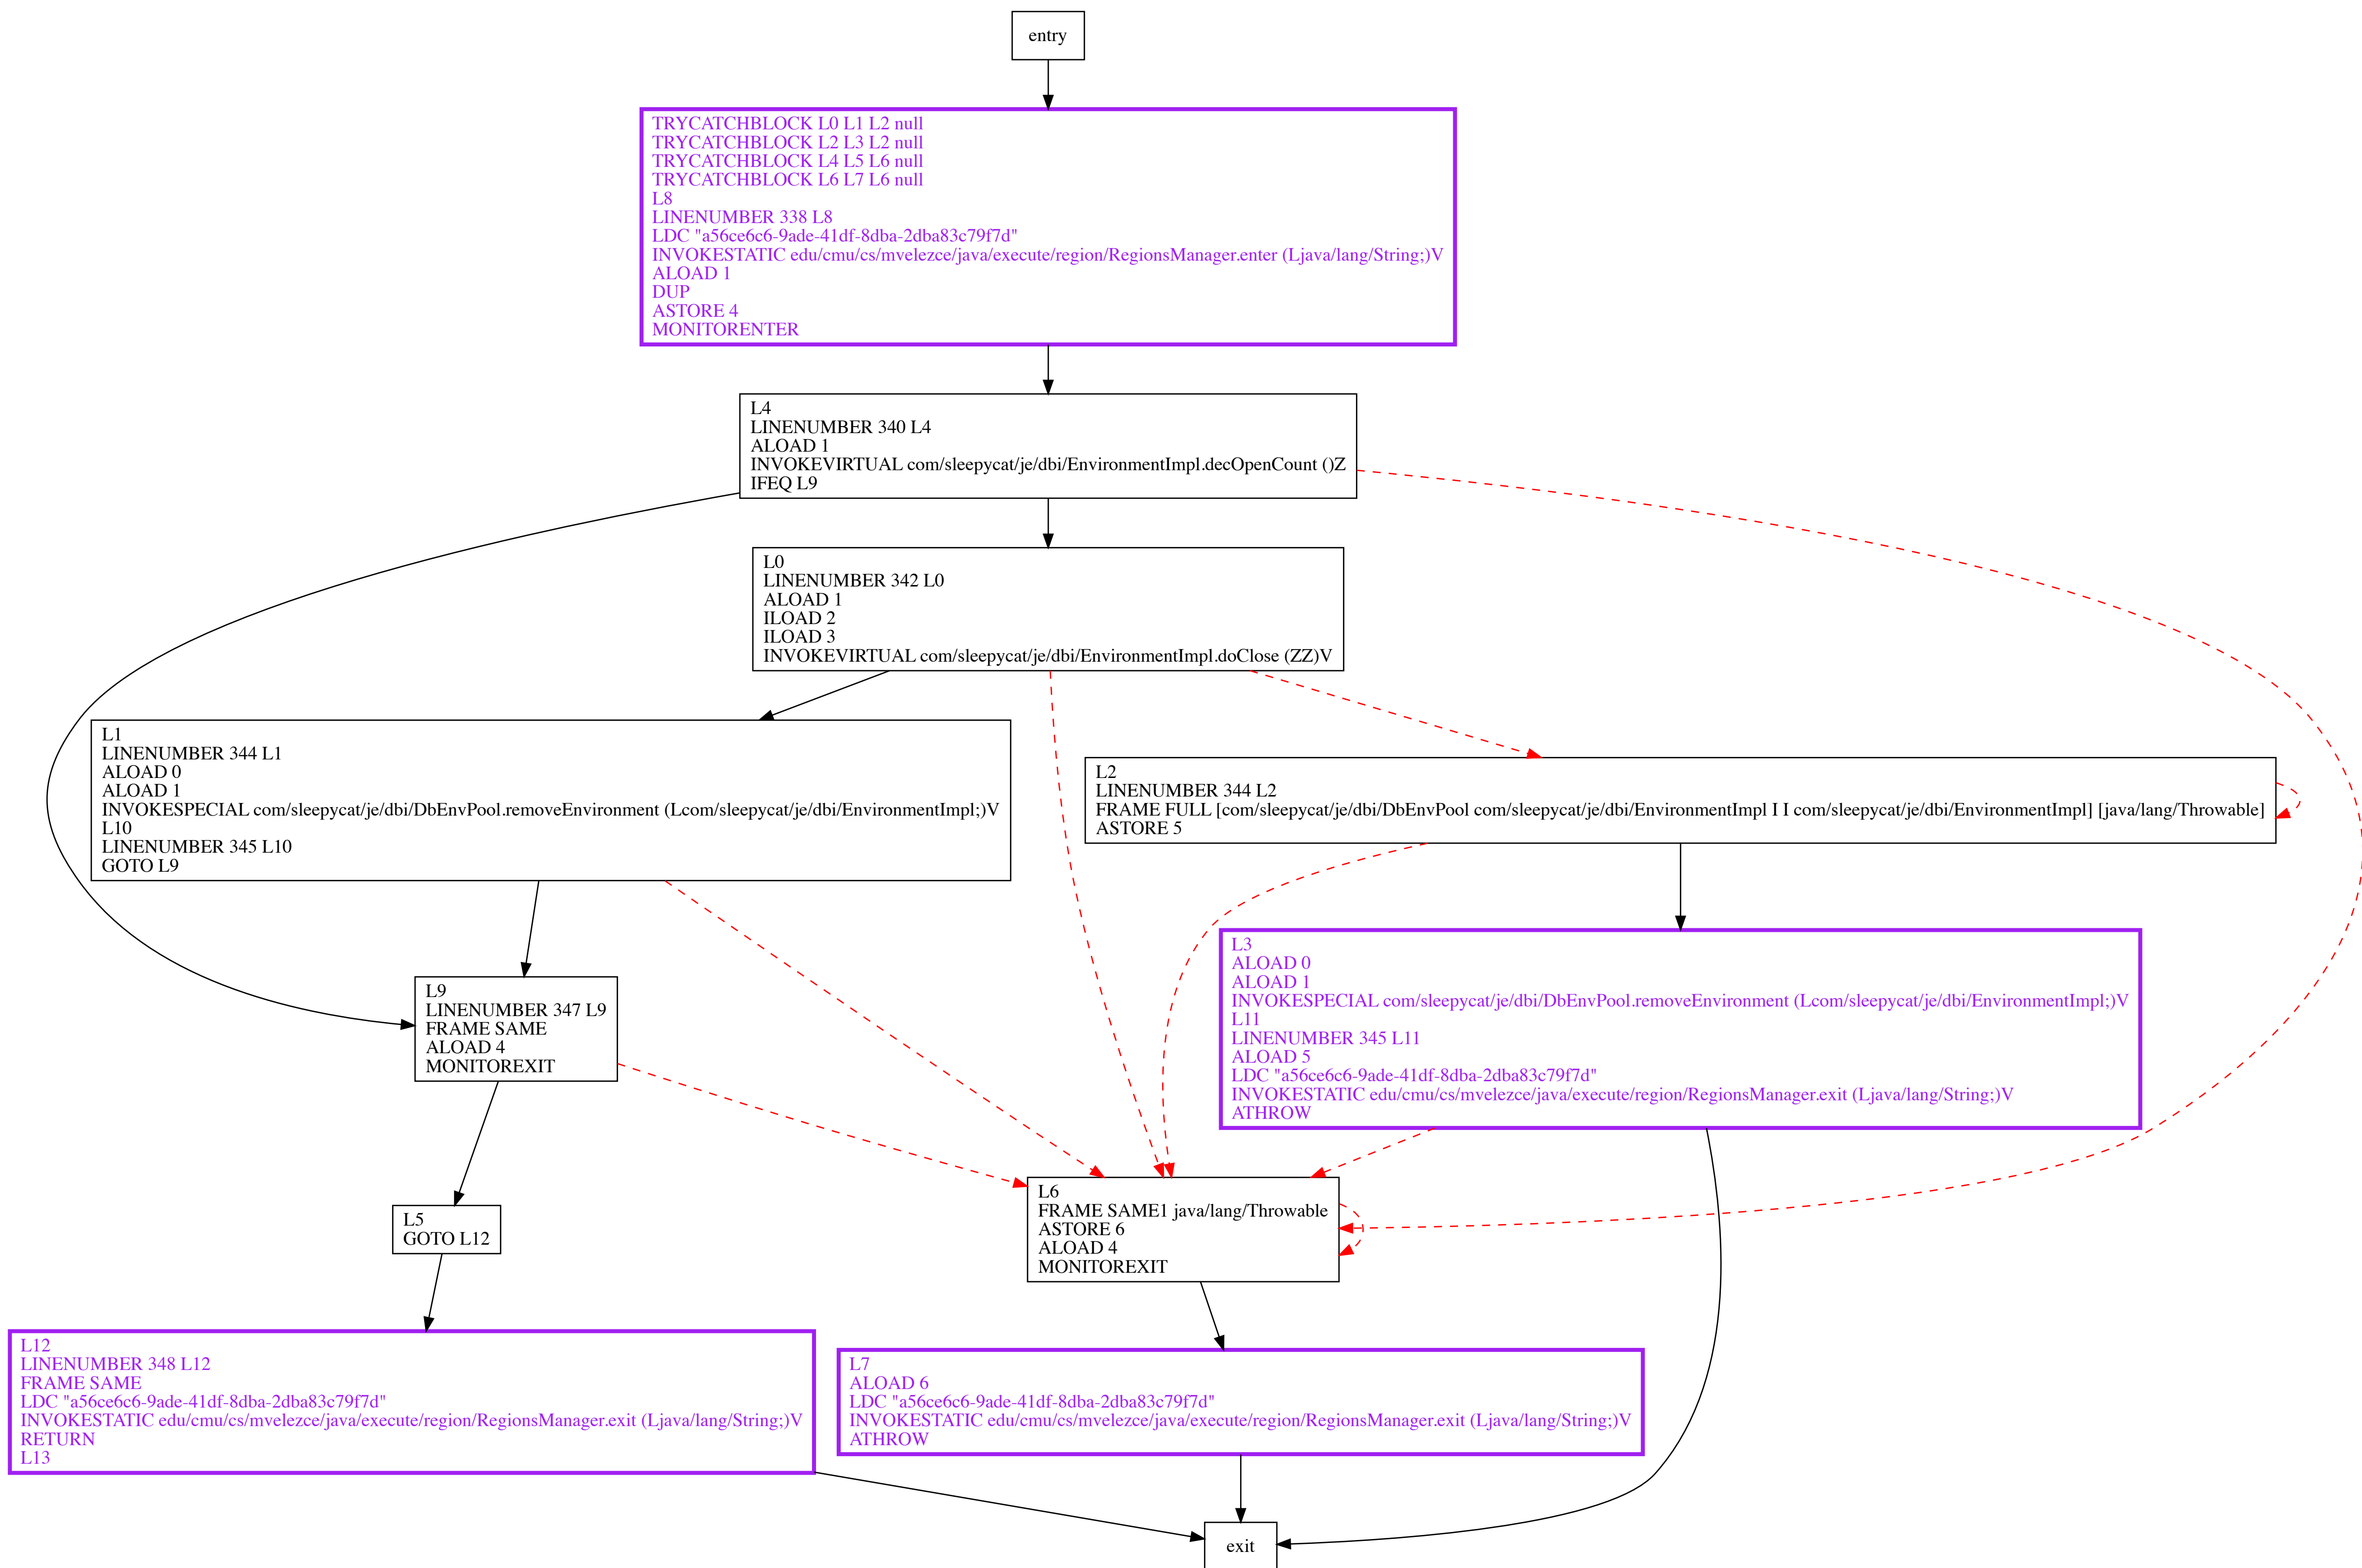 entry
TRYCATCHBLOCK L0 L1 L2 null
TRYCATCHBLOCK L2 L3 L2 null
TRYCATCHBLOCK L4 L5 L6 null
TRYCATCHBLOCK L6 L7 L6 null
L8
LINENUMBER 338 L8
LDC "a56ce6c6-9ade-41df-8dba-2dba83c79f7d"
INVOKESTATIC edu/cmu/cs/mvelezce/java/execute/region/RegionsManager.enter (Ljava/lang/String;)V
ALOAD 1
DUP
ASTORE 4
MONITORENTER
L4
LINENUMBER 340 L4
ALOAD 1
INVOKEVIRTUAL com/sleepycat/je/dbi/EnvironmentImpl.decOpenCount ()Z
IFEQ L9
L0
LINENUMBER 342 L0
ALOAD 1
ILOAD 2
ILOAD 3
INVOKEVIRTUAL com/sleepycat/je/dbi/EnvironmentImpl.doClose (ZZ)V
L1
LINENUMBER 344 L1
ALOAD 0
ALOAD 1
INVOKESPECIAL com/sleepycat/je/dbi/DbEnvPool.removeEnvironment (Lcom/sleepycat/je/dbi/EnvironmentImpl;)V
L10
LINENUMBER 345 L10
GOTO L9
L2
LINENUMBER 344 L2
FRAME FULL [com/sleepycat/je/dbi/DbEnvPool com/sleepycat/je/dbi/EnvironmentImpl I I com/sleepycat/je/dbi/EnvironmentImpl] [java/lang/Throwable]
ASTORE 5
L3
ALOAD 0
ALOAD 1
INVOKESPECIAL com/sleepycat/je/dbi/DbEnvPool.removeEnvironment (Lcom/sleepycat/je/dbi/EnvironmentImpl;)V
L11
LINENUMBER 345 L11
ALOAD 5
LDC "a56ce6c6-9ade-41df-8dba-2dba83c79f7d"
INVOKESTATIC edu/cmu/cs/mvelezce/java/execute/region/RegionsManager.exit (Ljava/lang/String;)V
ATHROW
L9
LINENUMBER 347 L9
FRAME SAME
ALOAD 4
MONITOREXIT
L6
FRAME SAME1 java/lang/Throwable
ASTORE 6
ALOAD 4
MONITOREXIT
L5
GOTO L12
L12
LINENUMBER 348 L12
FRAME SAME
LDC "a56ce6c6-9ade-41df-8dba-2dba83c79f7d"
INVOKESTATIC edu/cmu/cs/mvelezce/java/execute/region/RegionsManager.exit (Ljava/lang/String;)V
RETURN
L13
L7
ALOAD 6
LDC "a56ce6c6-9ade-41df-8dba-2dba83c79f7d"
INVOKESTATIC edu/cmu/cs/mvelezce/java/execute/region/RegionsManager.exit (Ljava/lang/String;)V
ATHROW
exit